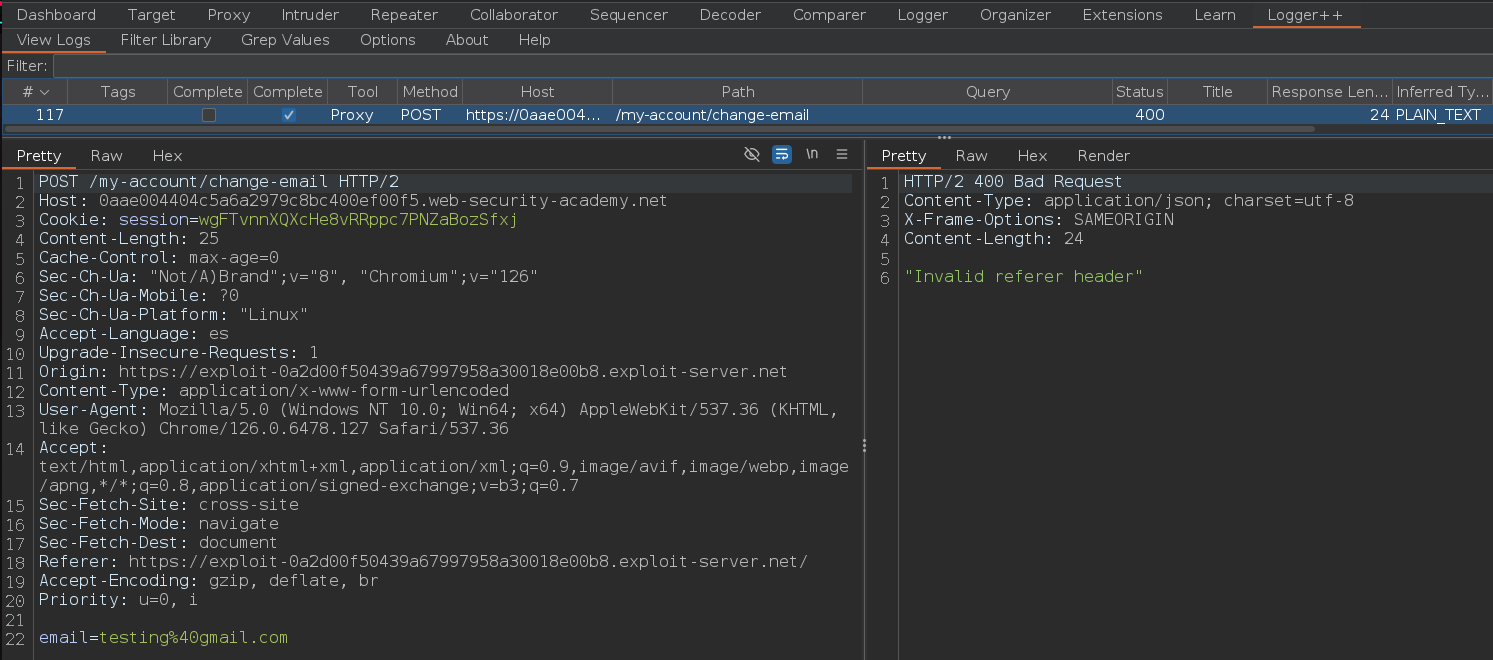 Dashboard Target Proxy Intruder Repeater Collaborator Sequencer Decoder Comparer Logger Organizer Extensions Learn Logger++
View Logs Filter Library Grep Values Options About Help
Filter:
# Tags Complete Complete Tool Method Host Path Query Status Title Response Len... Inferred Ty...
117 Proxy POST https://0aae004... /my-account/change-email 400 24 PLAIN_TEXT
Pretty Raw Hex \n
1 POST /my-account/change-email HTTP/2
2 Host: 0aae004404c5a6a2979c8bc400ef00f5.web-security-academy.net
3 Cookie: session=wgFTvnnXQXcHe8vRRppc7PNZaBozSfxj
4 Content-Length: 25
5 Cache-Control: max-age=0
6 Sec-Ch-Ua: "Not/A)Brand";v="8", "Chromium";v="126"
7 Sec-Ch-Ua-Mobile: ?0
8 Sec-Ch-Ua-Platform: "Linux"
9 Accept-Language: es
10 Upgrade-Insecure-Requests: 1
11 Origin: https://exploit-0a2d00f50439a67997958a30018e00b8.exploit-server.net
12 Content-Type: application/x-www-form-urlencoded
13 User-Agent: Mozilla/5.0 (Windows NT 10.0; Win64; x64) AppleWebKit/537.36 (KHTML,
like Gecko) Chrome/126.0.6478.127 Safari/537.36
14 Accept:
text/html,application/xhtml+xml,application/xml;q=0.9,image/avif,image/webp,image
/apng,*/*;q=0.8,application/signed-exchange;v=b3;q=0.7
15 Sec-Fetch-Site: cross-site
16 Sec-Fetch-Mode: navigate
17 Sec-Fetch-Dest: document
18 Referer: https://exploit-0a2d00f50439a67997958a30018e00b8.exploit-server.net/
19 Accept-Encoding: gzip, deflate, br
20 Priority: u=0, i
21
22 email=testing%40gmail.com
Pretty Raw Hex Render
1 HTTP/2 400 Bad Request
2 Content-Type: application/json; charset=utf-8
3 X-Frame-Options: SAMEORIGIN
4 Content-Length: 24
5
6 "Invalid referer header"